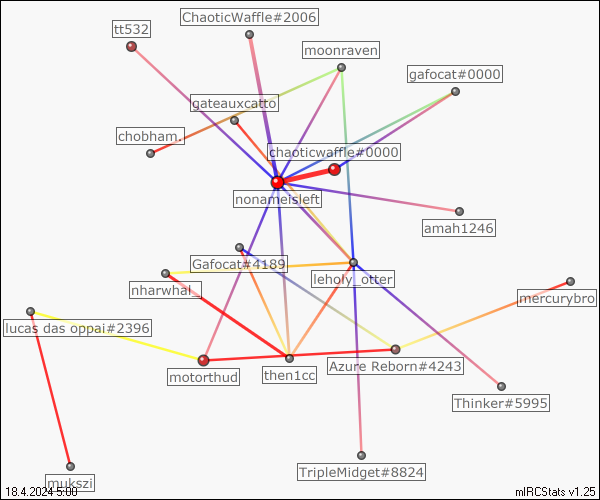 ChaoticWaffle#2006
tt532
moonraven
gafocat#0000
gateauxcatto
chobham.
chaoticwaffle#0000
nonameisleft
amah1246
Gafocat#4189
leholy_otter
nharwhal_
mercurybro
lucas das oppai#2396
Azure Reborn#4243
then1cc
motorthud
Thinker#5995
TripleMidget#8824
mukszi
18.4.2024 5:00
mIRCStats v1.25